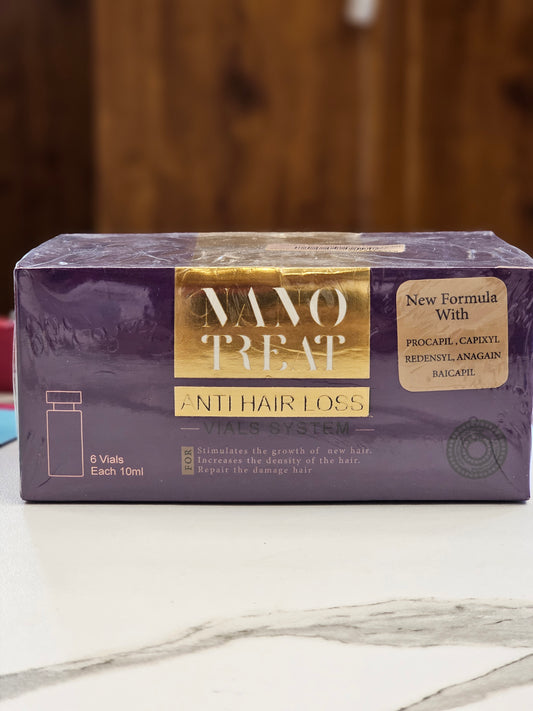 NANO
TREAT
ANTI HAIR LOSS
VIALS SYSTEM
FOR
Stimulates the growth of new hair.
Increases the density of the hair.
Repair the damage hair
6 Vials
Each 10ml
New Formula
With
PROCAPIL , CAPIXYL
REDENSYL, ANAGAIN
BAICAPIL